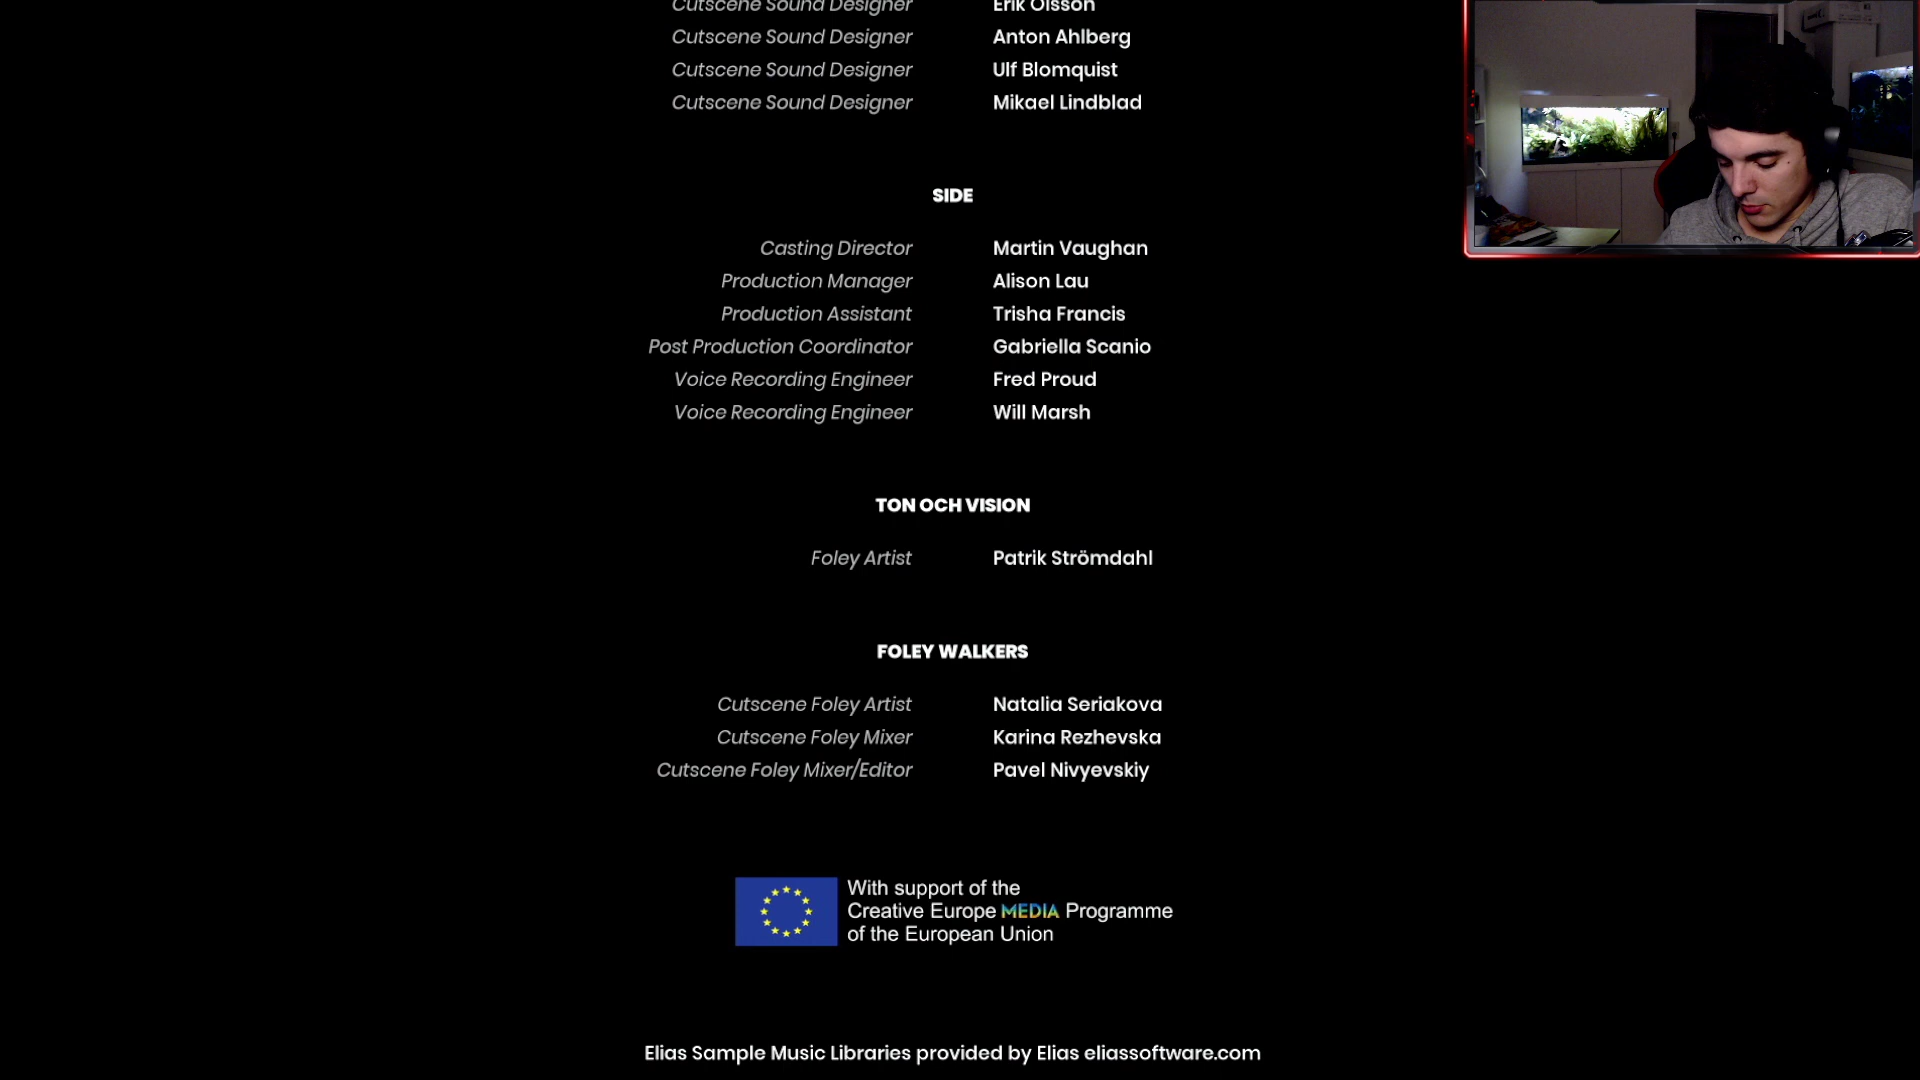 Cutscene Sound Designer Erik Olsson
Cutscene Sound Designer Anton Ahlberg
Cutscene Sound Designer Ulf Blomquist
Cutscene Sound Designer Mikael Lindblad
SIDE
Casting Director Martin Vaughan
Production Manager Alison Lau
Production Assistant Trisha Francis
Post Production Coordinator Gabriella Scanio
Voice Recording Engineer Fred Proud
Voice Recording Engineer Will Marsh
TON OCH VISION
Foley Artist Patrik Strömdahl
FOLEY WALKERS
Cutscene Foley Artist Natalia Seriakova
Cutscene Foley Mixer Karina Rezhevska
Cutscene Foley Mixer/Editor Pavel Nivyevskiy
With support of the
Creative Europe MEDIA Programme
of the European Union
Elias Sample Music Libraries provided by Elias eliassoftware.com